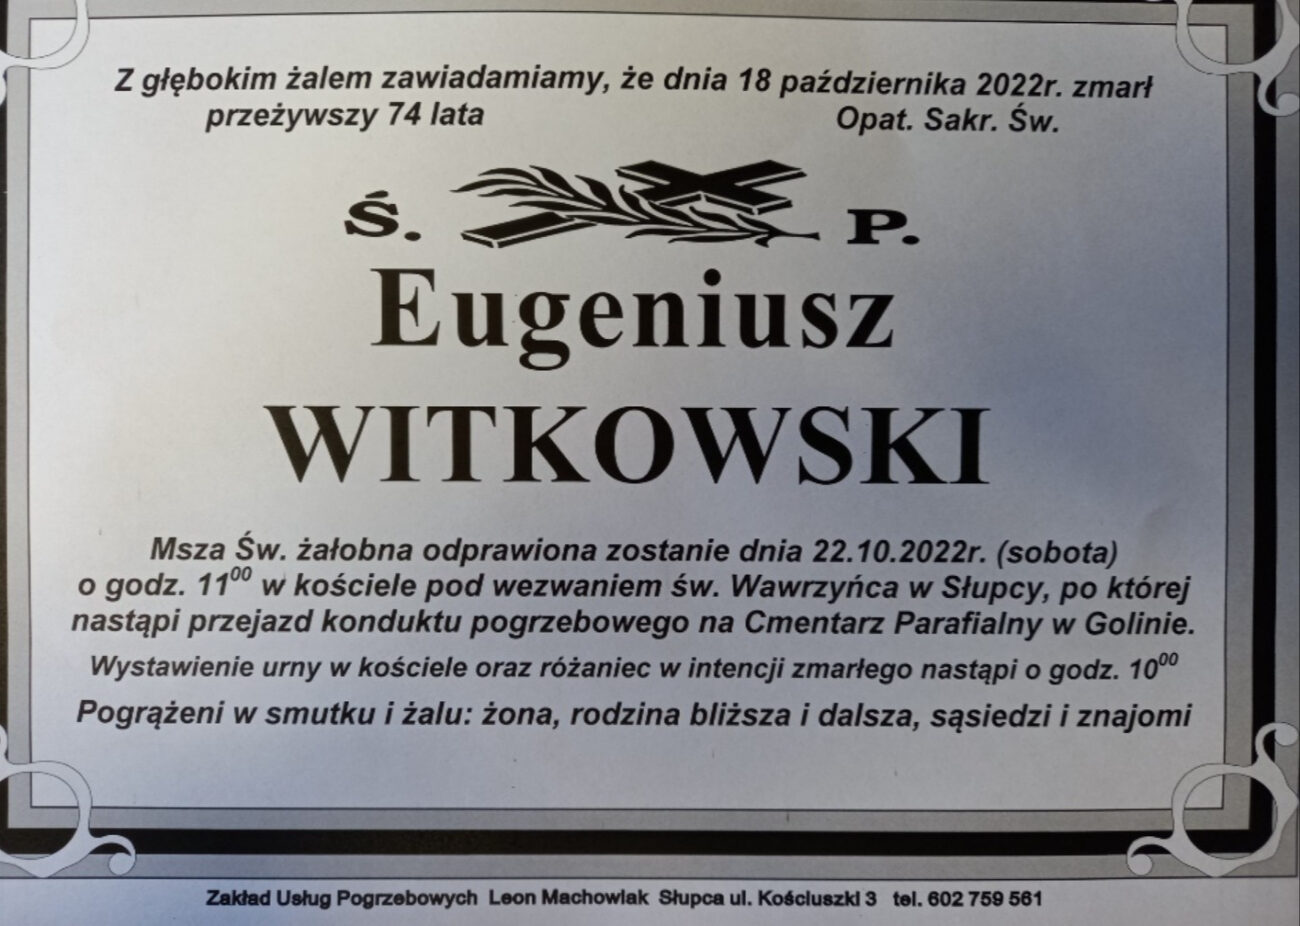 Z głębokim żalem zawiadamiamy, że dnia 18 października 2022r. zmarł
przeżywszy 74 lata Opat. Sakr. Św.
Ś. P.
Eugeniusz
WITKOWSKI
Msza Św. żałobna odprawiona zostanie dnia 22.10.2022r. (sobota)
o godz. 11⁰⁰ w kościele pod wezwaniem św. Wawrzyńca w Słupcy, po której
nastąpi przejazd konduktu pogrzebowego na Cmentarz Parafialny w Golinie.
Wystawienie urny w kościele oraz różaniec w intencji zmarłego nastąpi o godz. 10⁰⁰
Pogrążeni w smutku i żalu: żona, rodzina bliższa i dalsza, sąsiedzi i znajomi
Zakład Usług Pogrzebowych Leon Machowiak Słupca ul. Kościuszki 3 tel. 602 759 561